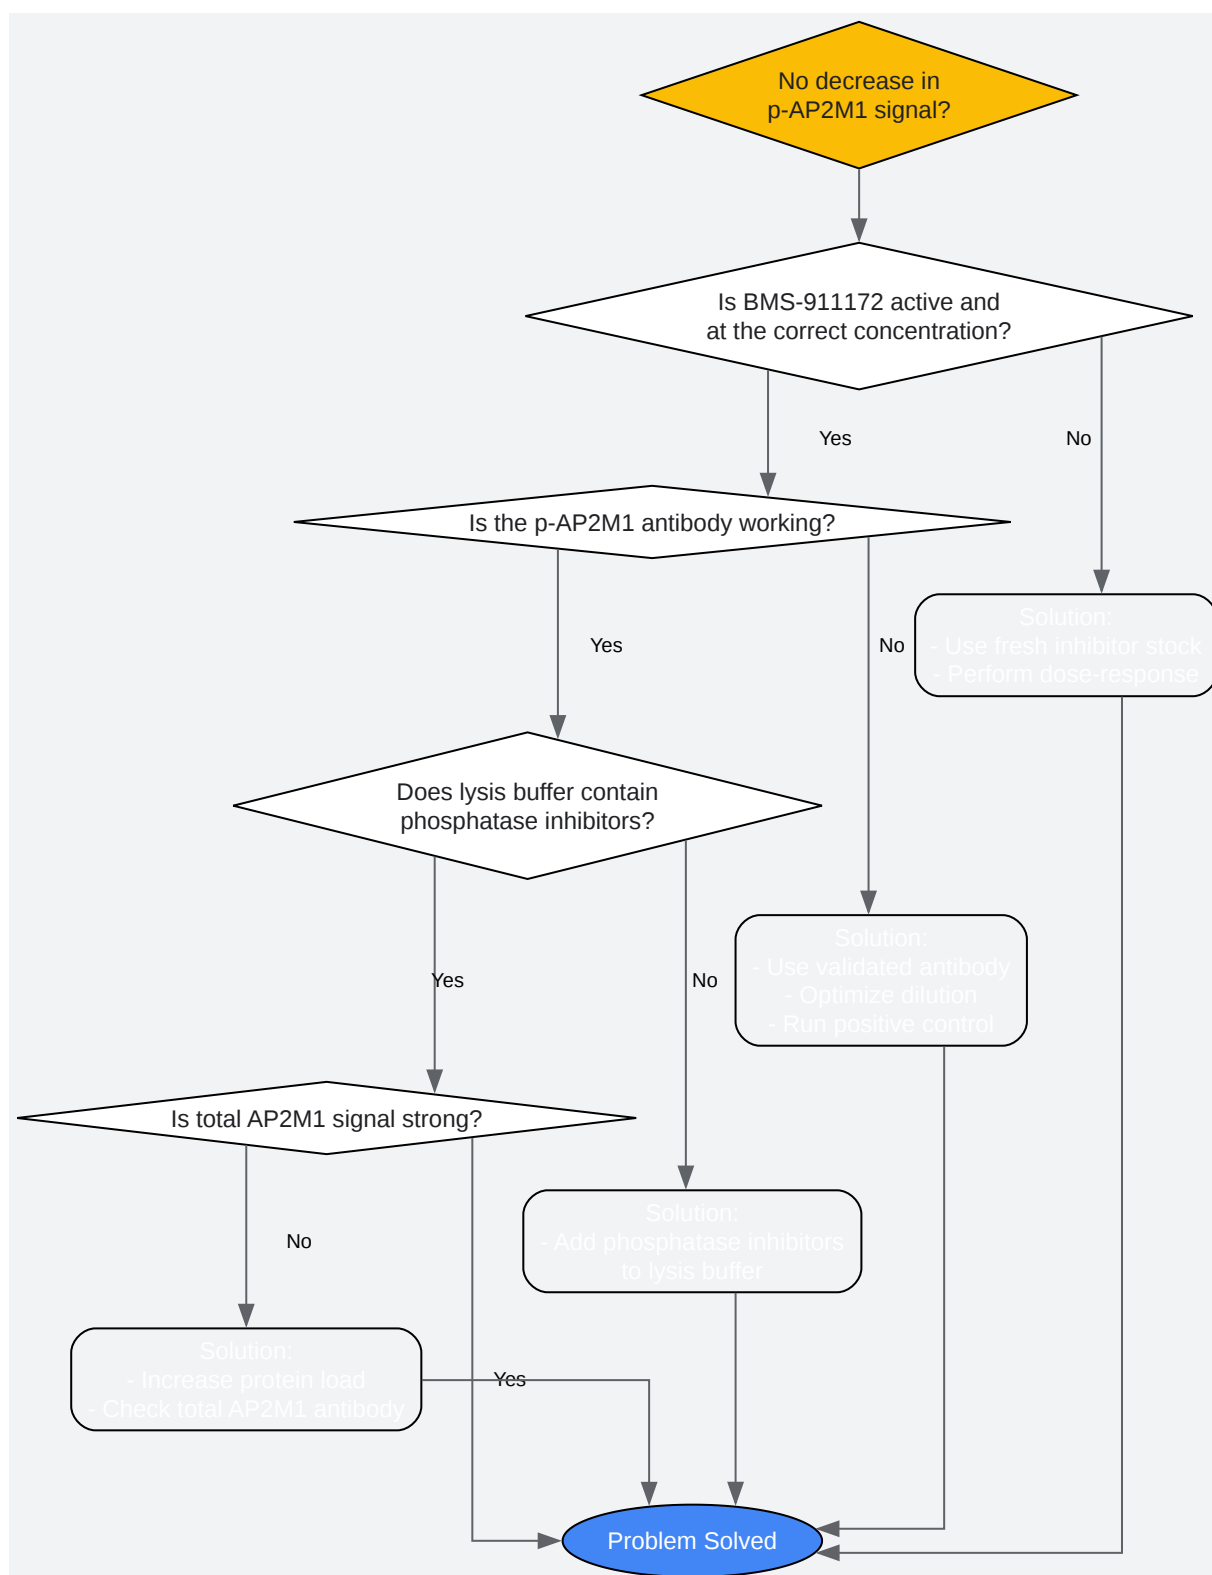 No decrease in
p-AP2M1 signal?
Is BMS-911172 active and
at the correct concentration?
Yes
No
Is the p-AP2M1 antibody working?
Solution:
- Use fresh inhibitor stock
- Perform dose-response
Yes
No
Does lysis buffer contain
phosphatase inhibitors?
Solution:
- Use validated antibody
- Optimize dilution
- Run positive control
Yes
No
Is total AP2M1 signal strong?
Solution:
- Add phosphatase inhibitors
to lysis buffer
No
Solution:
- Increase protein load
- Check total AP2M1 antibody
Yes
Problem Solved